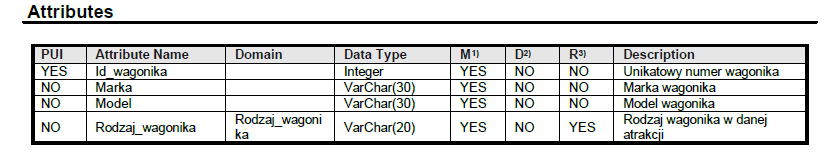 Attributes
PUI Attribute Name Domain Data Type M1) D2) R3) Description
YES Id_wagonika Integer YES NO NO Unikatowy numer wagonika
NO Marka VarChar(30) YES NO NO Marka wagonika
NO Model VarChar(30) YES NO NO Model wagonika
NO Rodzaj_wagonika Rodzaj_wagoni VarChar(20) YES NO YES Rodzaj wagonika w danej
ka atrakcji